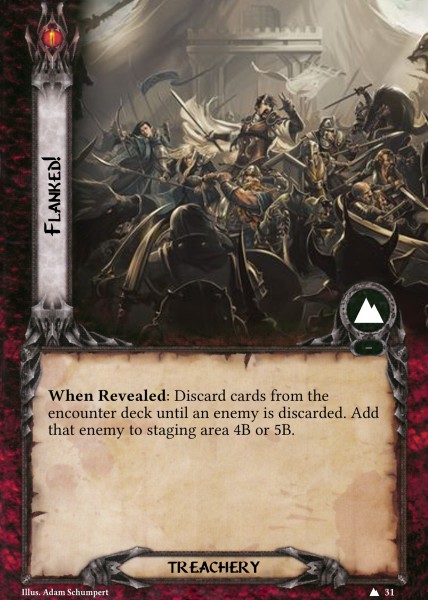 Flanked!
When Revealed: Discard cards from the
encounter deck until an enemy is discarded. Add
that enemy to staging area 4B or 5B.
TREACHERY
Illus. Adam Schumpert
31